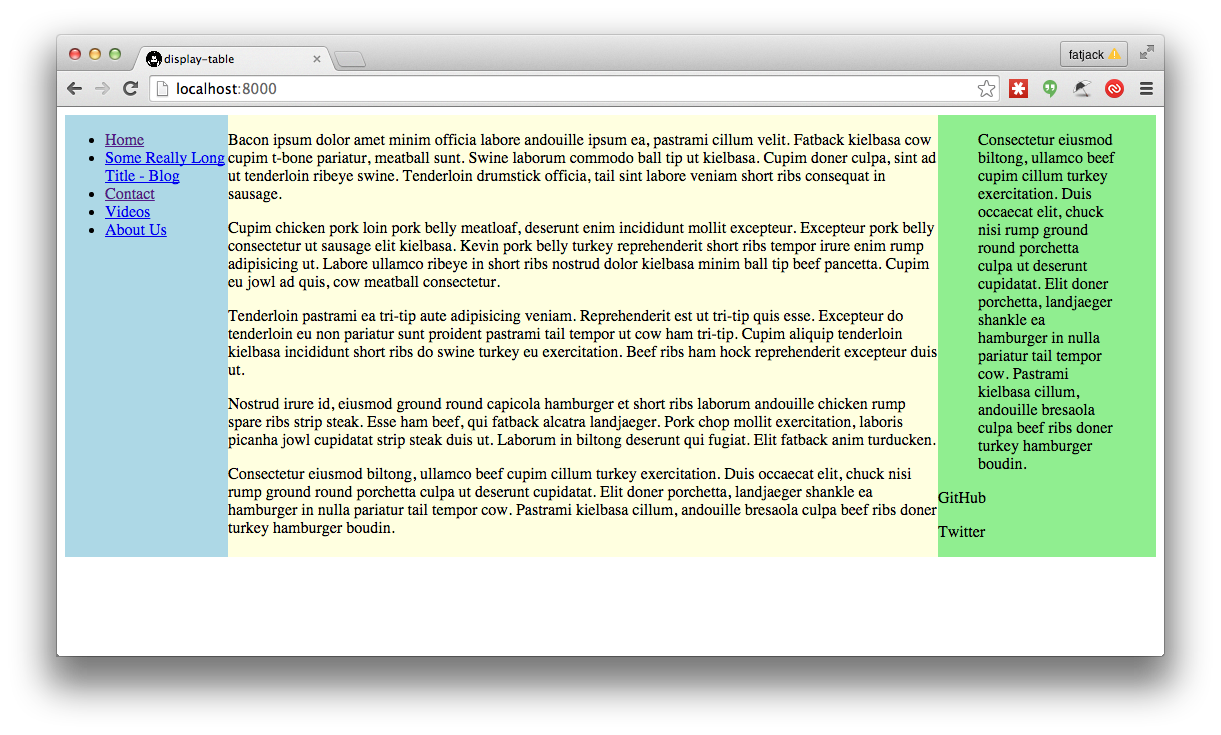 display-table
fatjack
localhost:8000
Home
Some Really Long
Title - Blog
Contact
Videos
About Us
Bacon ipsum dolor amet minim officia labore andouille ipsum ea, pastrami cillum velit. Fatback kielbasa cow
cupim t-bone pariatur, meatball sunt. Swine laborum commodo ball tip ut kielbasa. Cupim doner culpa, sint ad
ut tenderloin ribeye swine. Tenderloin drumstick officia, tail sint labore veniam short ribs consequat in
sausage.
Cupim chicken pork loin pork belly meatloaf, deserunt enim incididunt mollit excepteur. Excepteur pork belly
consectetur ut sausage elit kielbasa. Kevin pork belly turkey reprehenderit short ribs tempor irure enim rump
adipisicing ut. Labore ullamco ribeye in short ribs nostrud dolor kielbasa minim ball tip beef pancetta. Cupim
eu jowl ad quis, cow meatball consectetur.
Tenderloin pastrami ea tri-tip aute adipisicing veniam. Reprehenderit est ut tri-tip quis esse. Excepteur do
tenderloin eu non pariatur sunt proident pastrami tail tempor ut cow ham tri-tip. Cupim aliquip tenderloin
kielbasa incididunt short ribs do swine turkey eu exercitation. Beef ribs ham hock reprehenderit excepteur duis
ut.
Nostrud irure id, eiusmod ground round capicola hamburger et short ribs laborum andouille chicken rump
spare ribs strip steak. Esse ham beef, qui fatback alcatra landjaeger. Pork chop mollit exercitation, laboris
picanha jowl cupidatat strip steak duis ut. Laborum in biltong deserunt qui fugiat. Elit fatback anim turducken.
Consectetur eiusmod biltong, ullamco beef cupim cillum turkey exercitation. Duis occaecat elit, chuck nisi
rump ground round porchetta culpa ut deserunt cupidatat. Elit doner porchetta, landjaeger shankle ea
hamburger in nulla pariatur tail tempor cow. Pastrami kielbasa cillum, andouille bresaola culpa beef ribs doner
turkey hamburger boudin.
Consectetur eiusmod
biltong, ullamco beef
cupim cillum turkey
exercitation. Duis
occaecat elit, chuck
nisi rump ground
round porchetta
culpa ut deserunt
cupidatat. Elit doner
porchetta, landjaeger
shankle ea
hamburger in nulla
pariatur tail tempor
cow. Pastrami
kielbasa cillum,
andouille bresaola
culpa beef ribs doner
turkey hamburger
boudin.
GitHub
Twitter